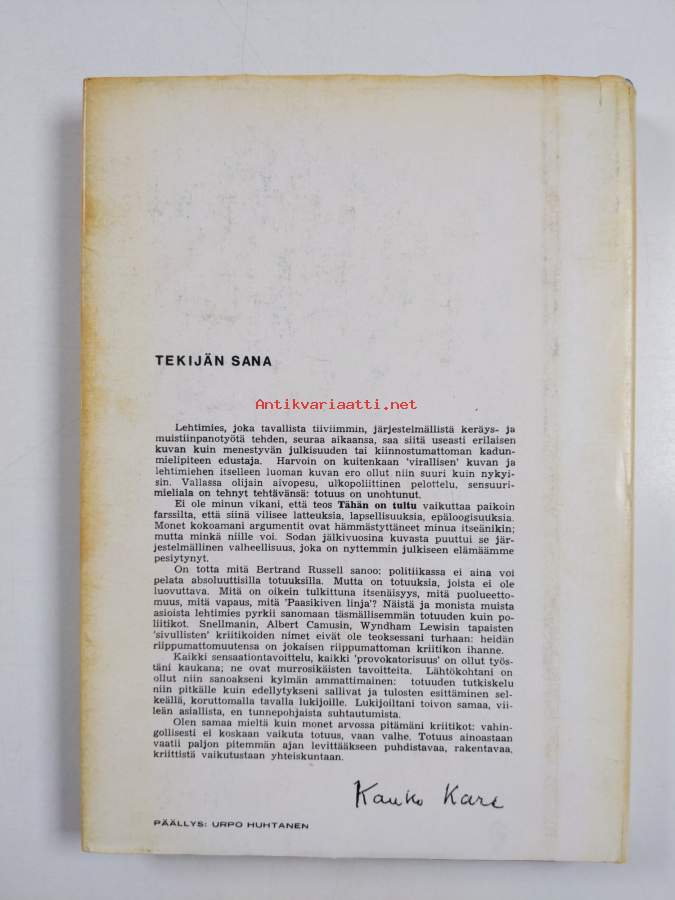 TEKIJÄN SANA
Antikvariaatti.net
Lehtimies, joka tavallista tiiviimmin, järjestelmällistä keräys- ja
muistiinpanotyötä tehden, seuraa aikaansa, saa siitä useasti erilaisen
kuvan kuin menestyvän julkisuuden tai kiinnostumattoman kadun-
mielipiteen edustaja. Harvoin on kuitenkaan 'virallisen' kuvan ja
lehtimiehen itselleen luoman kuvan ero ollut niin suuri kuin nykyi-
sin. Vallassa olijain aivopesu, ulkopoliittinen pelottelu, sensuuri-
mieliala on tehnyt tehtävänsä: totuus on unohtunut.
Ei ole minun vikani, että teos Tähän on tultu vaikuttaa paikoin
farssilta, että siinä vilisee latteuksia, lapsellisuuksia, epäloogisuuksia.
Monet kokoamani argumentit ovat hämmästyttäneet minua itseänikin;
mutta minkä niille voi. Sodan jälkivuosina kuvasta puuttui se jär-
jestelmällinen valheellisuus, joka on nyttemmin julkiseen elämäämme
pesiytynyt.
On totta mitä Bertrand Russell sanoo: politiikassa ei aina voi
pelata absoluuttisilla totuuksilla. Mutta on totuuksia, joista ei ole
luovuttava. Mitä on oikein tulkittuna itsenäisyys, mitä puolueetto-
muus, mitä vapaus, mitä 'Paasikiven linja'? Näistä ja monista muista
asioista lehtimies pyrkii sanomaan täsmällisemmän totuuden kuin po-
liitikot. Snellmanin, Albert Camusin, Wyndham Lewisin tapaisten
'sivullisten' kriitikoiden nimet eivät ole teoksessani turhaan: heidän
riippumattomuutensa on jokaisen riippumattoman kriitikon ihanne.
Kaikki sensaationtavoittelu, kaikki 'provokatorisuus' on ollut työs-
täni kaukana; ne ovat murrosikäisten tavoitteita. Lähtökohtani on
ollut niin sanoakseni kylmän ammattimainen: totuuden tutkiskelu
niin pitkälle kuin edellytykseni sallivat ja tulosten esittäminen sel-
keällä, koruttomalla tavalla lukijoille. Lukijoiltani toivon samaa, vii-
leän asiallista, en tunnepohjaista suhtautumista.
Olen samaa mieltä kuin monet arvossa pitämäni kriitikot: vahin-
gollisesti ei koskaan vaikuta totuus, vaan valhe. Totuus ainoastaan
vaatii paljon pitemmän ajan levittääkseen puhdistavaa, rakentavaa,
kriittistä vaikutustaan yhteiskuntaan.
Kauko Kare
PÄÄLLYS: URPO HUHTANEN